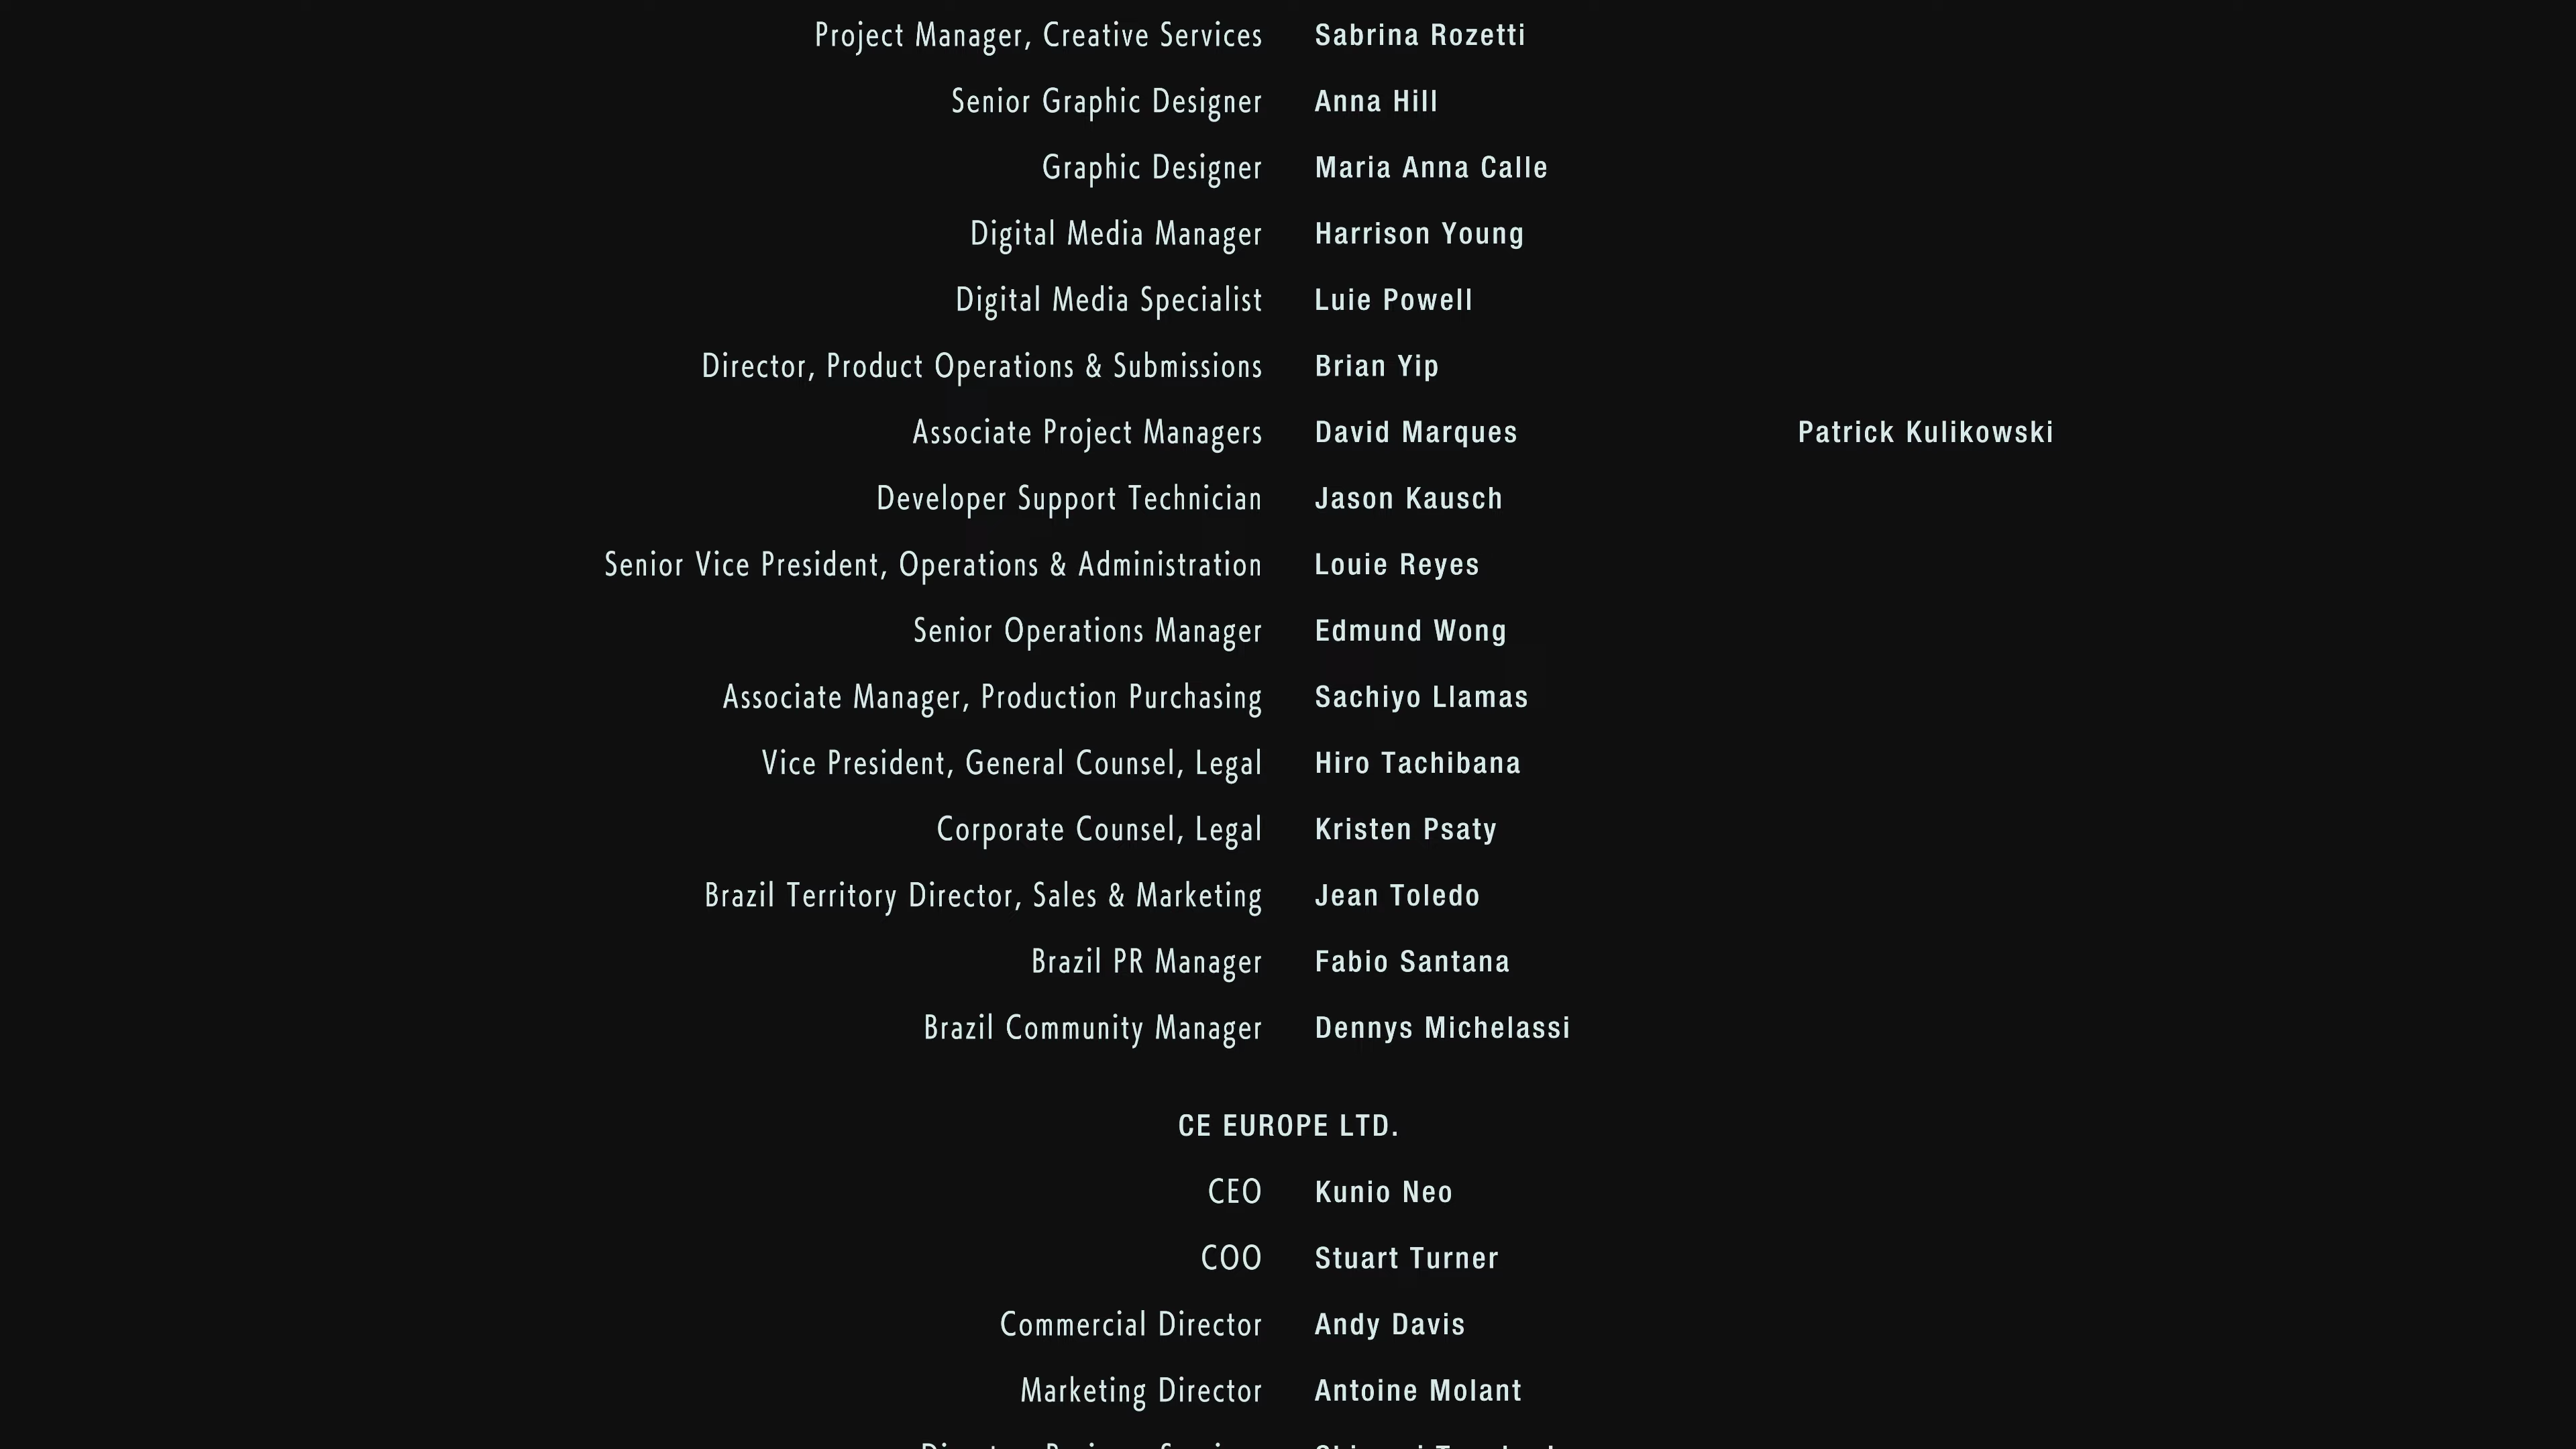 Project Manager, Creative Services Sabrina Rozetti
Senior Graphic Designer Anna Hill
Graphic Designer Maria Anna Calle
Digital Media Manager Harrison Young
Digital Media Specialist Luie Powell
Director, Product Operations & Submissions Brian Yip
Associate Project Managers David Marques Patrick Kulikowski
Developer Support Technician Jason Kausch
Senior Vice President, Operations & Administration Louie Reyes
Senior Operations Manager Edmund Wong
Associate Manager, Production Purchasing Sachiyo Llamas
Vice President, General Counsel, Legal Hiro Tachibana
Corporate Counsel, Legal Kristen Psaty
Brazil Territory Director, Sales & Marketing Jean Toledo
Brazil PR Manager Fabio Santana
Brazil Community Manager Dennys Michelassi
CE EUROPE LTD.
CEO Kunio Neo
COO Stuart Turner
Commercial Director Andy Davis
Marketing Director Antoine Molant